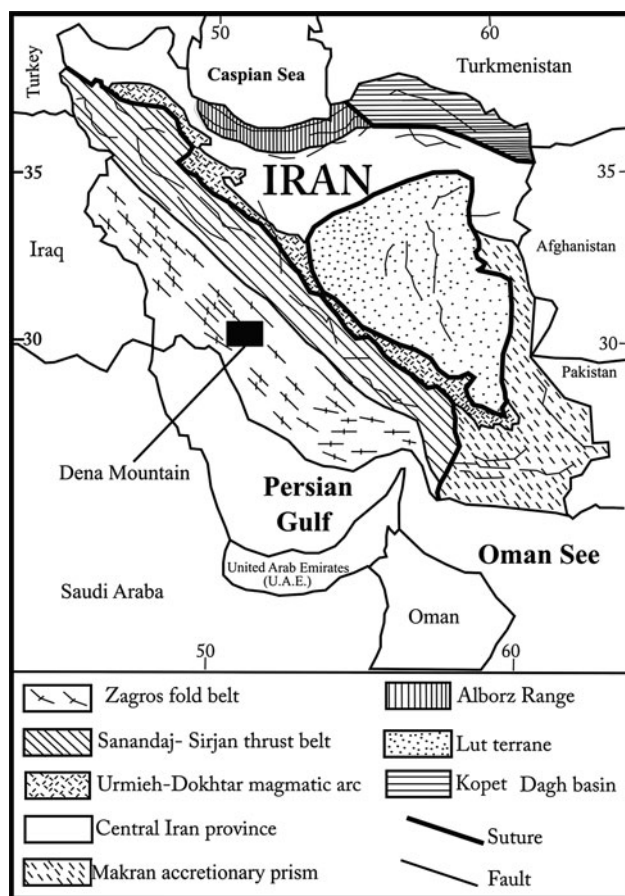 50
60
Turkey
Caspian Sea
Turkmenistan
35
IRAN
35
Iraq
Afghanistan
30
30
Pakistan
Dena Mountain
Persian
Gulf
Oman See
United Arab Emirates
(U.A.E.)
Saudi Araba
Oman
50
60
Zagros fold belt
Alborz Range
Sanandaj- Sirjan thrust belt
Lut terrane
Urmieh-Dokhtar magmatic arc
Kopet Dagh basin
Central Iran province
Suture
Makran accretionary prism
Fault